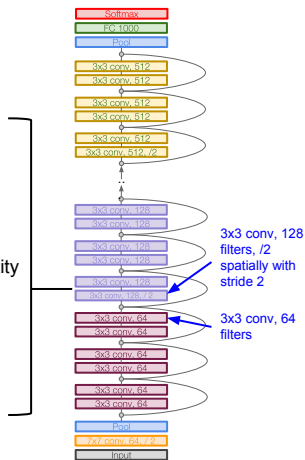 Softmax
FC 1000
Pool
3x3 conv, 512
3x3 conv, 512
3x3 conv, 512
3x3 conv, 512
3x3 conv, 512
3x3 conv, 512, /2
..
3x3 conv, 128
3x3 conv, 128
3x3 conv, 128
3x3 conv, 128
3x3 conv, 128
3x3 conv, 128, / 2
3x3 conv, 64
3x3 conv, 64
3x3 conv, 64
3x3 conv, 64
3x3 conv, 64
3x3 conv, 64
Pool
7x7 conv, 64, / 2
Input
ity
3x3 conv, 128
filters, /2
spatially with
stride 2
3x3 conv, 64
filters